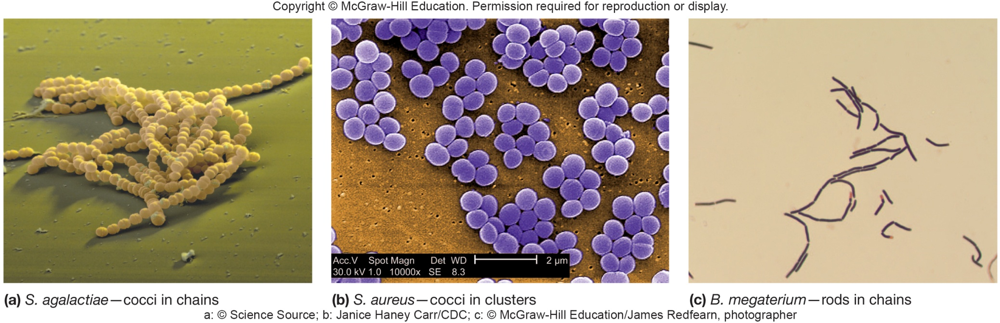 Copyright © McGraw-Hill Education. Permission required for reproduction or display.
Acc.V Spot Magn Det WD 2 µm
30.0 kV 1.0 10000x SE 8.3
(a) S. agalactiae—cocci in chains
(b) S. aureus—cocci in clusters
(c) B. megaterium—rods in chains
a: © Science Source; b: Janice Haney Carr/CDC; c: © McGraw-Hill Education/James Redfearn, photographer